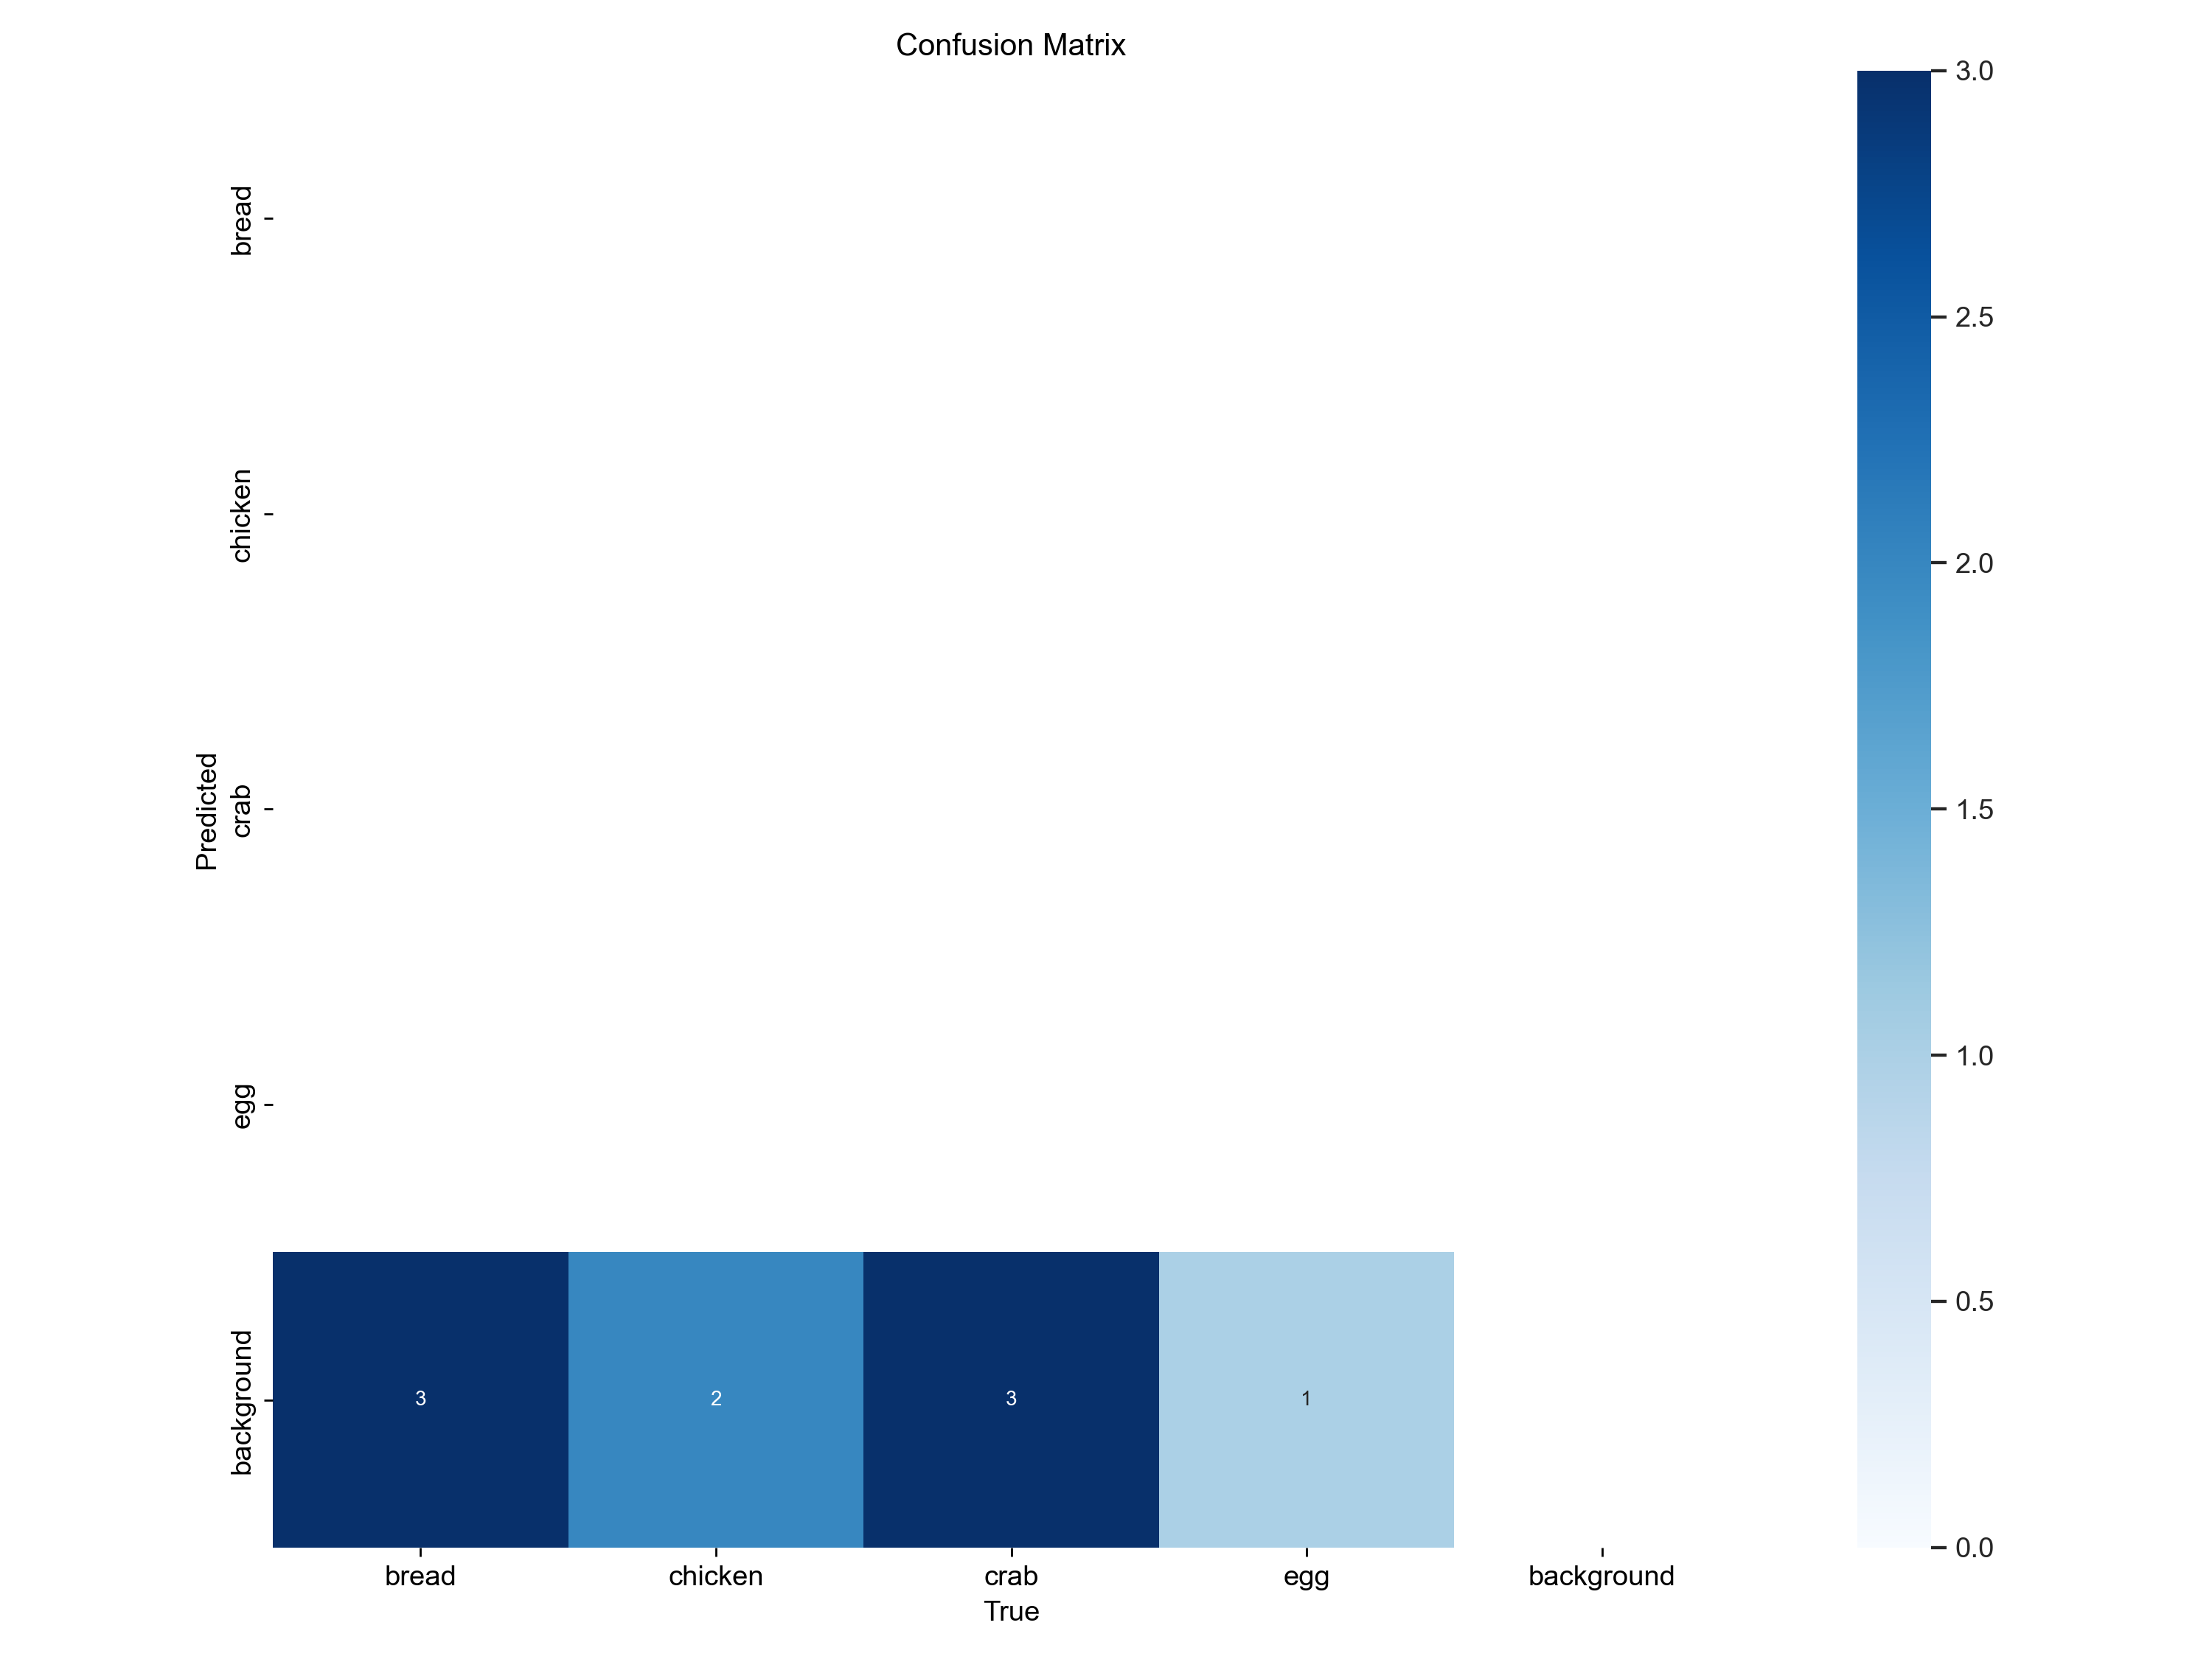 Confusion Matrix
3.0
2.5
2.0
1.5
1.0
0.5
0.0
Predicted
bread
chicken
crab
egg
background
3 2 3 1
bread chicken crab egg background
True